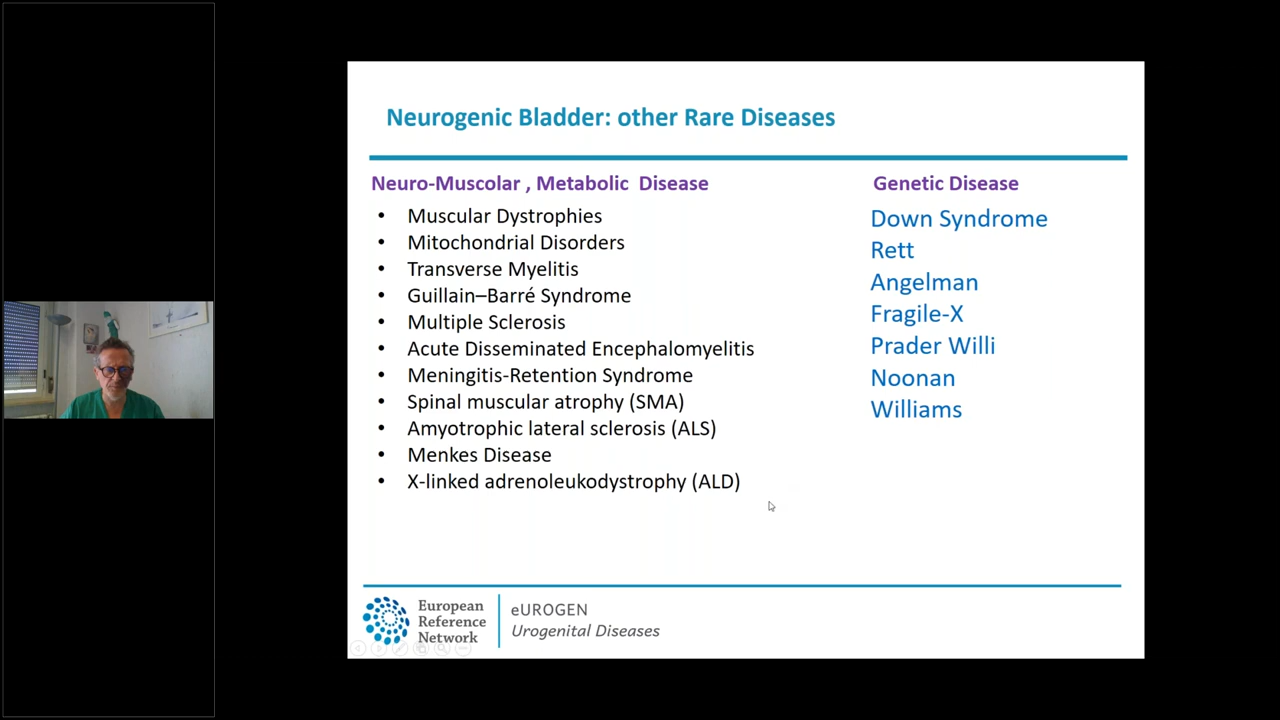 Neurogenic Bladder: other Rare Diseases
Neuro-Muscolar , Metabolic Disease
• Muscular Dystrophies
• Mitochondrial Disorders
• Transverse Myelitis
• Guillain–Barré Syndrome
• Multiple Sclerosis
• Acute Disseminated Encephalomyelitis
• Meningitis-Retention Syndrome
• Spinal muscular atrophy (SMA)
• Amyotrophic lateral sclerosis (ALS)
• Menkes Disease
• X-linked adrenoleukodystrophy (ALD)
Genetic Disease
Down Syndrome
Rett
Angelman
Fragile-X
Prader Willi
Noonan
Williams
European
Reference
Network
eUROGEN
Urogenital Diseases